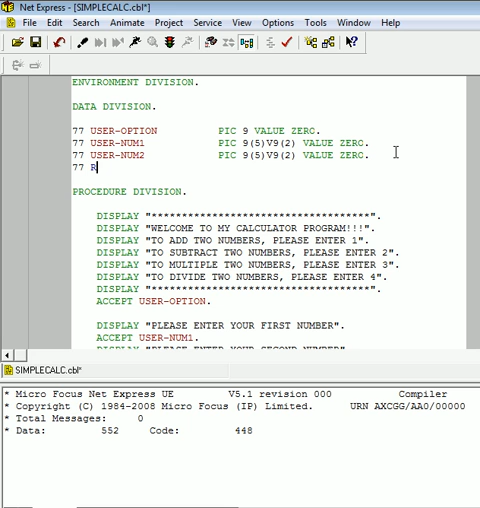 Net Express - [SIMPLECALC.cbl*]
File Edit Search Animate Project Service Options Tools Window Help
ENVIRONMENT DIVISION.
DATA DIVISION.
77 USER-OPTION PIC 9 VALUE ZERO.
77 USER-NUM1 PIC 9(5)V9(2) VALUE ZERO.
77 USER-NUM2 PIC 9(5)V9(2) VALUE ZERO.
77 R
PROCEDURE DIVISION.
DISPLAY "***********************************".
DISPLAY "WELCOME TO MY CALCULATOR PROGRAM!!!".
DISPLAY "TO ADD TWO NUMBERS, PLEASE ENTER 1".
DISPLAY "TO SUBTRACT TWO NUMBERS, PLEASE ENTER 2".
DISPLAY "TO MULTIPLE TWO NUMBERS, PLEASE ENTER 3".
DISPLAY "TO DIVIDE TWO NUMBERS, PLEASE ENTER 4".
DISPLAY "***********************************".
ACCEPT USER-OPTION.
DISPLAY "PLEASE ENTER YOUR FIRST NUMBER".
ACCEPT USER-NUM1.
DISPLAY "PLEASE ENTER YOUR SECOND NUMBER"
SIMPLECALC.cbl*
* Micro Focus Net Express UE V5.1 revision 000 Compiler
* Copyright (C) 1984-2008 Micro Focus (IP) Limited. URN AXCGG/AA0/00000
* Total Messages: 0
* Data: 552 Code: 448